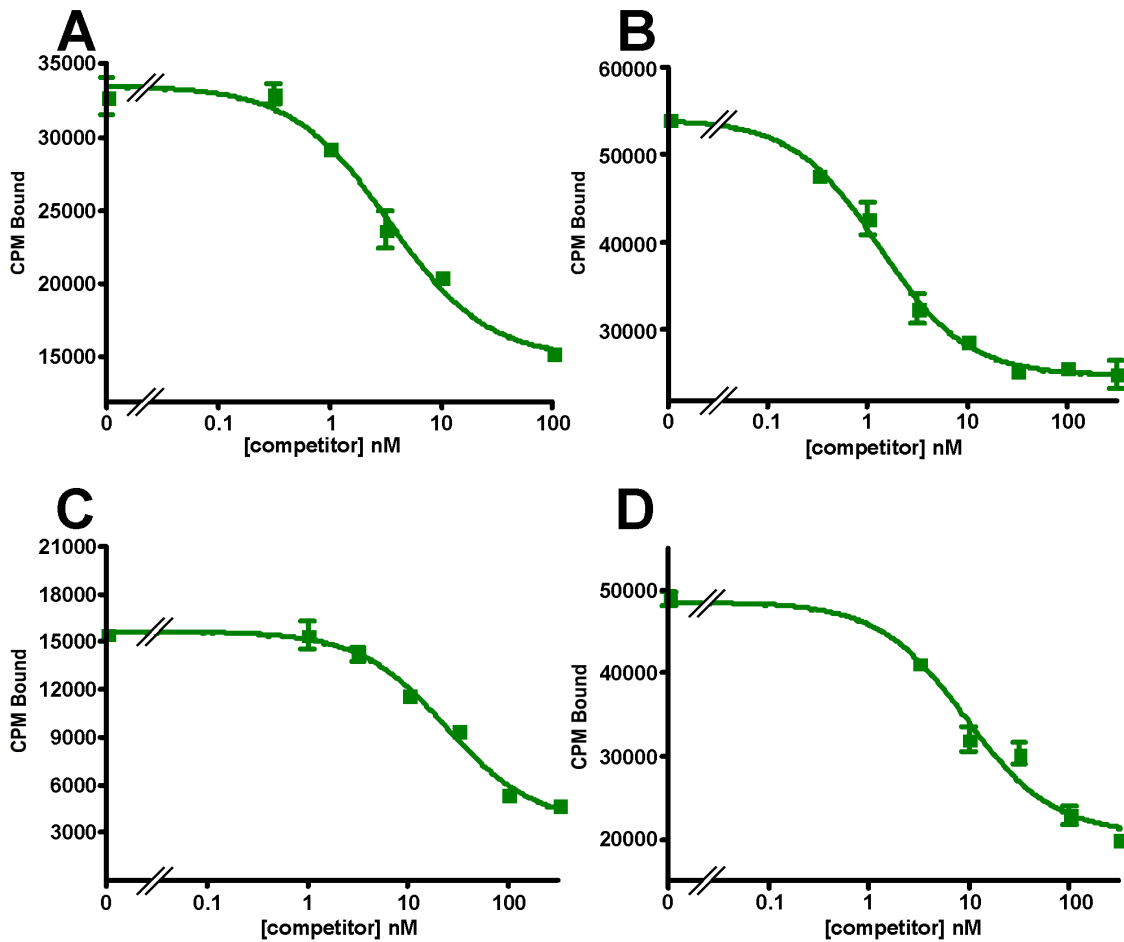 A
35000
30000
25000
20000
15000
CPM Bound
0 0.1 1 10 100
[competitor] nM
B
60000
50000
40000
30000
CPM Bound
0 0.1 1 10 100
[competitor] nM
C
21000
18000
15000
12000
9000
6000
3000
CPM Bound
0 0.1 1 10 100
[competitor] nM
D
50000
40000
30000
20000
CPM Bound
0 0.1 1 10 100
[competitor] nM